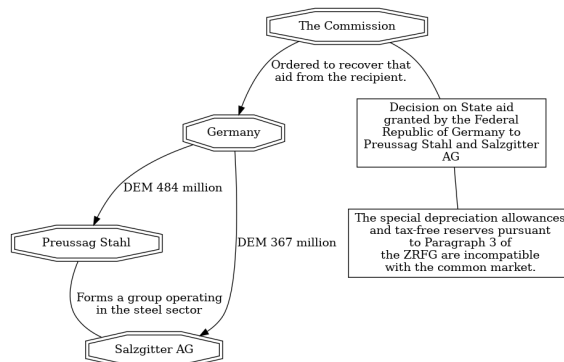 The Commission
Ordered to recover that
aid from the recipient.
Decision on State aid
granted by the Federal
Republic of Germany to
Preussag Stahl and Salzgitter
AG
Germany
DEM 484 million
The special depreciation allowances
and tax-free reserves pursuant
to Paragraph 3 of
the ZRFG are incompatible
with the common market.
Preussag Stahl
DEM 367 million
Forms a group operating
in the steel sector
Salzgitter AG